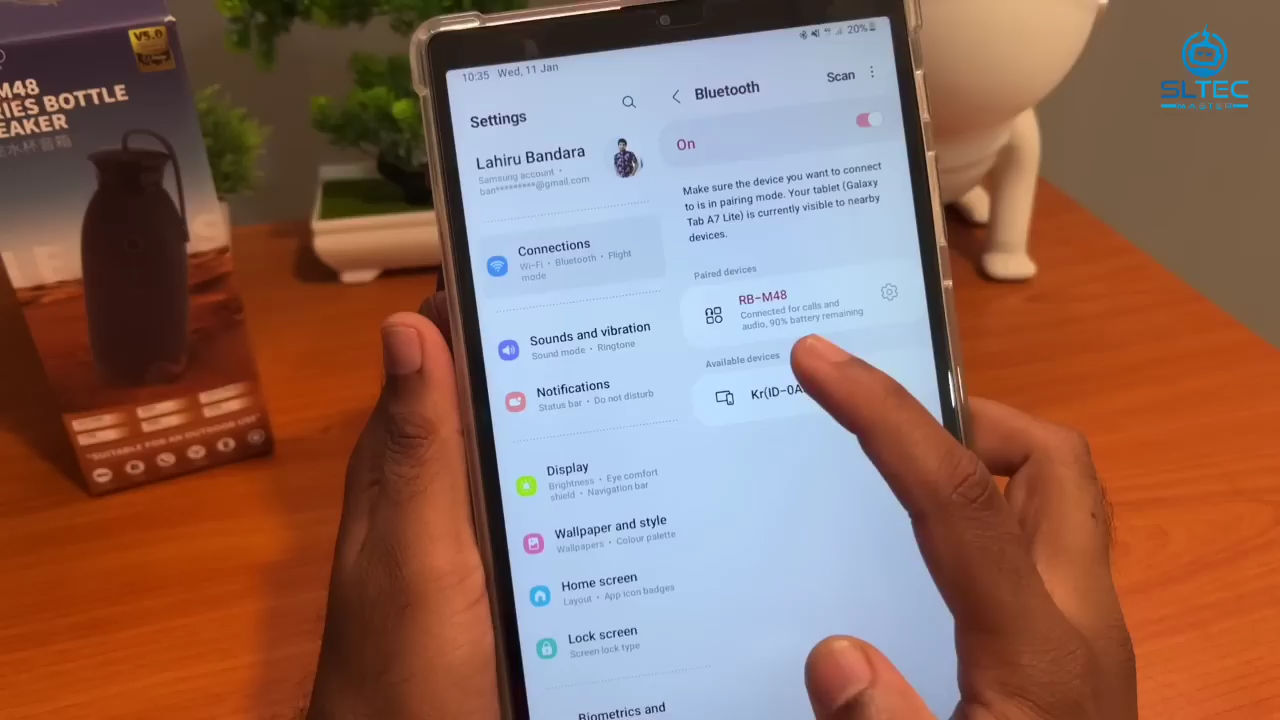 V5.0
M48
RIES BOTTLE
EAKER
"SUITABLE FOR AN OUTDOOR USE"
10:35 Wed, 11 Jan
20%
Settings
Lahiru Bandara
Samsung account •
ban*********@gmail.com
Connections
Wi-Fi • Bluetooth • Flight
mode
Sounds and vibration
Sound mode • Ringtone
Notifications
Status bar • Do not disturb
Display
Brightness • Eye comfort
shield • Navigation bar
Wallpaper and style
Wallpapers • Colour palette
Home screen
Layout • App icon badges
Lock screen
Screen lock type
Biometrics and
Bluetooth
Scan
On
Make sure the device you want to connect
to is in pairing mode. Your tablet (Galaxy
Tab A7 Lite) is currently visible to nearby
devices.
Paired devices
RB-M48
Connected for calls and
audio, 90% battery remaining
Available devices
Kr(ID-0A
SLTEC
MASTER